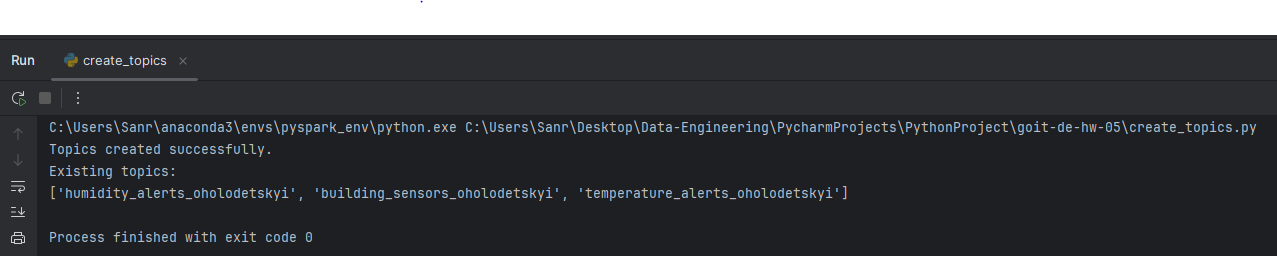 Run create_topics
C:\Users\Sanr\anaconda3\envs\pyspark_env\python.exe C:\Users\Sanr\Desktop\Data-Engineering\PycharmProjects\PythonProject\goit-de-hw-05\create_topics.py
Topics created successfully.
Existing topics:
['humidity_alerts_oholodetskyi', 'building_sensors_oholodetskyi', 'temperature_alerts_oholodetskyi']
Process finished with exit code 0